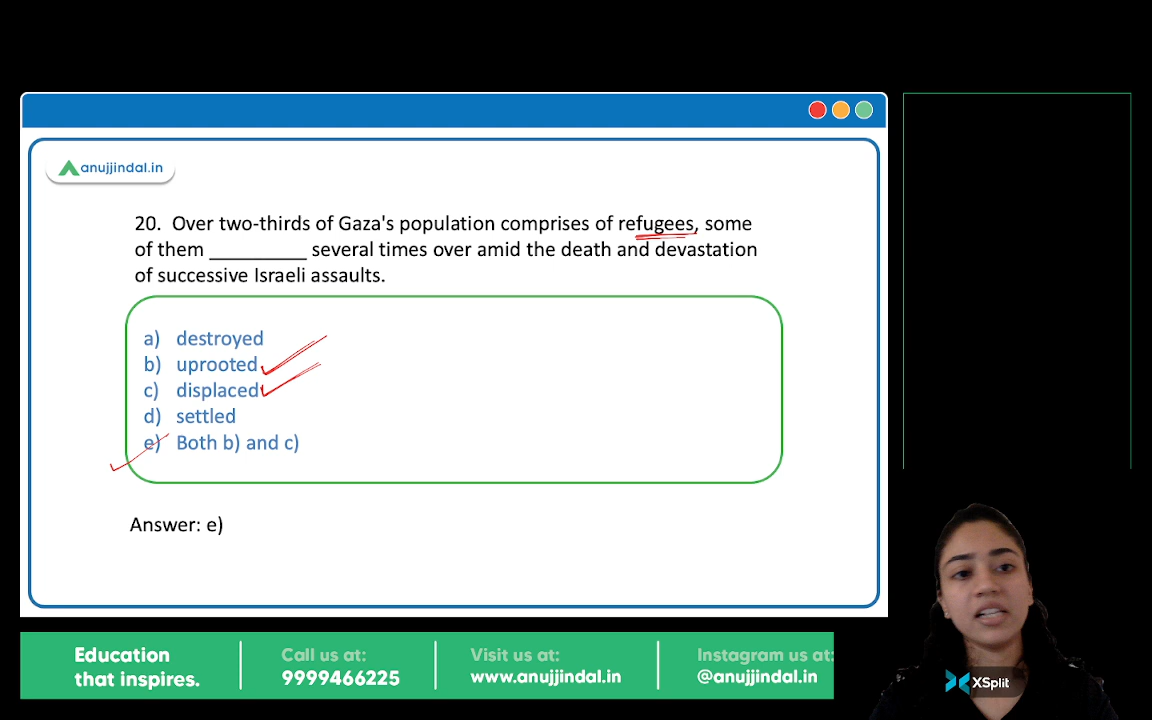 anujjindal.in
20. Over two-thirds of Gaza's population comprises of refugees, some
of them _________ several times over amid the death and devastation
of successive Israeli assaults.
a) destroyed
b) uprooted
c) displaced
d) settled
e) Both b) and c)
Answer: e)
Education
that inspires.
Call us at:
9999466225
Visit us at:
www.anujjindal.in
Instagram us at:
@anujjindal.in
XSplit